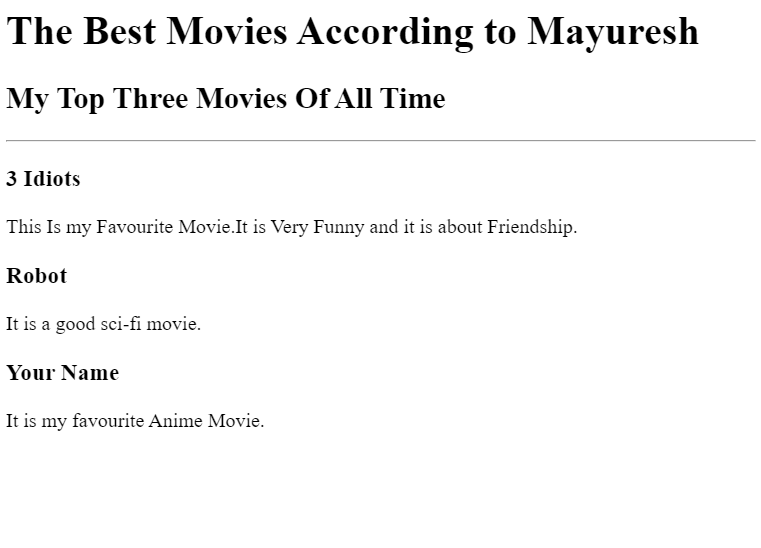 The Best Movies According to Mayuresh
My Top Three Movies Of All Time
3 Idiots
This Is my Favourite Movie.It is Very Funny and it is about Friendship.
Robot
It is a good sci-fi movie.
Your Name
It is my favourite Anime Movie.